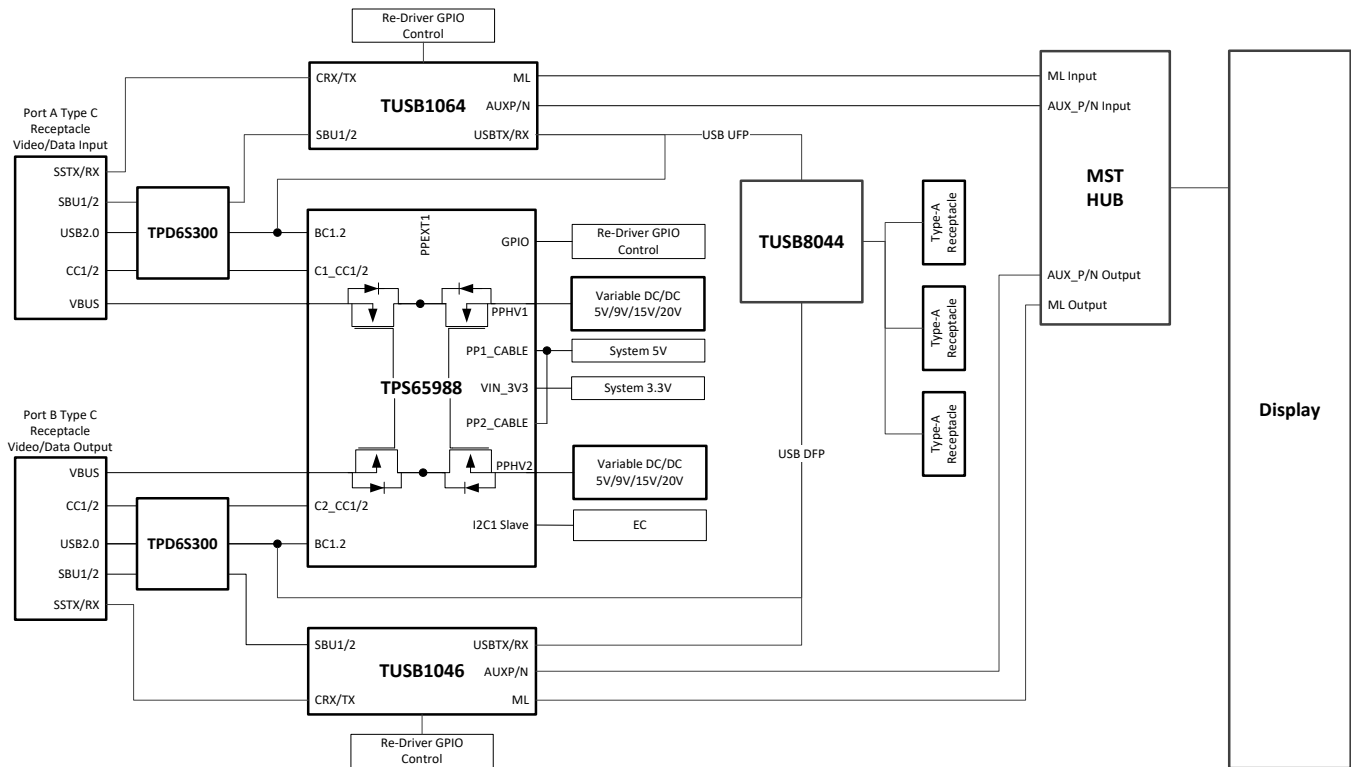 Re-Driver GPIO
Control
CRX/TX
ML
TUSB1064
AUXP/N
SBU1/2
USBTX/RX
USB UFP
ML Input
AUX_P/N Input
MST
HUB
AUX_P/N Output
ML Output
Display
Port A Type C
Receptacle
Video/Data Input
SSTX/RX
SBU1/2
USB2.0
CC1/2
VBUS
TPD6S300
BC1.2
C1_CC1/2
PPEXT1
GPIO
Re-Driver GPIO
Control
PPHV1
Variable DC/DC
5V/9V/15V/20V
PP1_CABLE
System 5V
TPS65988
VIN_3V3
System 3.3V
PP2_CABLE
PPHV2
Variable DC/DC
5V/9V/15V/20V
C2_CC1/2
I2C1 Slave
EC
BC1.2
TUSB8044
Type-A
Receptacle
Type-A
Receptacle
Type-A
Receptacle
USB DFP
Port B Type C
Receptacle
Video/Data Output
VBUS
CC1/2
USB2.0
SBU1/2
SSTX/RX
TPD6S300
SBU1/2
USBTX/RX
TUSB1046
AUXP/N
CRX/TX
ML
Re-Driver GPIO
Control